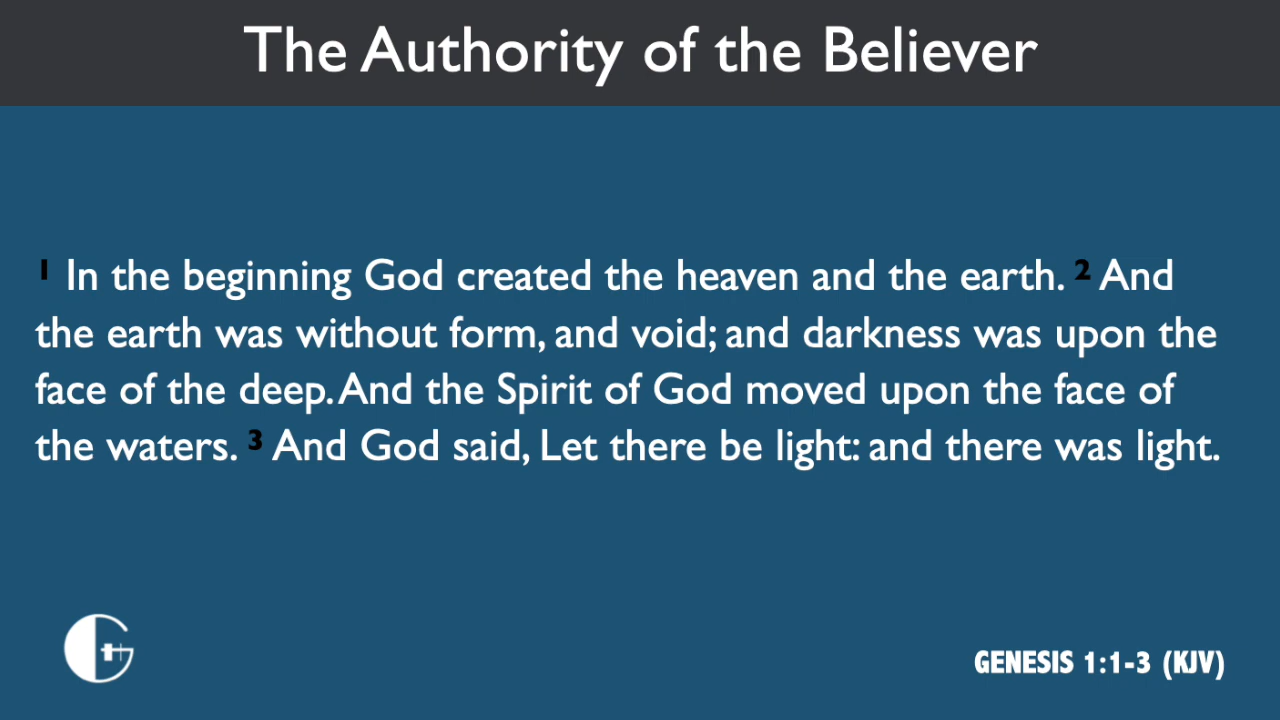 The Authority of the Believer
1 In the beginning God created the heaven and the earth. 2 And
the earth was without form, and void; and darkness was upon the
face of the deep. And the Spirit of God moved upon the face of
the waters. 3 And God said, Let there be light: and there was light.
GENESIS 1:1-3 (KJV)